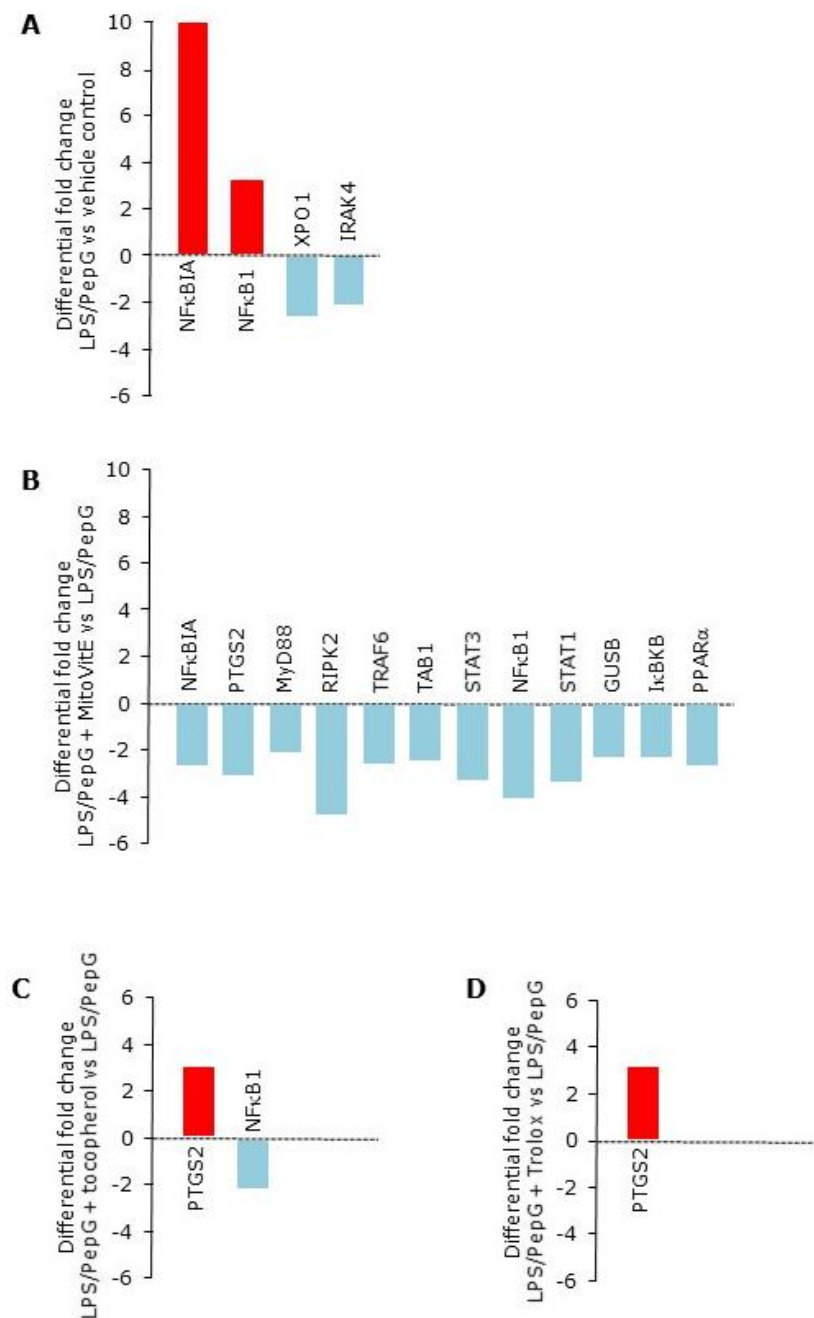 A
Differential fold change
LPS/PepG vs vehicle control
10
8
6
4
2
0
-2
-4
-6
NFκBIA
NFκB1
XPO1
IRAK4
B
Differential fold change
LPS/PepG + MitoVitE vs LPS/PepG
10
8
6
4
2
0
-2
-4
-6
NFκBIA
PTGS2
MyD88
RIPK2
TRAF6
TAB1
STAT3
NFκB1
STAT1
GUSB
IκBKB
PPARα
C
Differential fold change
LPS/PepG + tocopherol vs LPS/PepG
6
4
2
0
-2
-4
-6
PTGS2
NFκB1
D
Differential fold change
LPS/PepG + Trolox vs LPS/PepG
6
4
2
0
-2
-4
-6
PTGS2